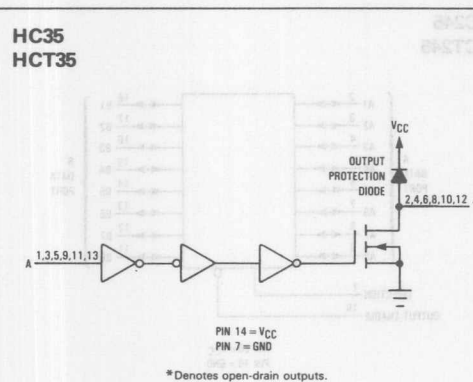 HC35
HCT35
VCC
OUTPUT
PROTECTION
DIODE
2,4,6,8,10,12
A 1,3,5,9,11,13
PIN 14 = VCC
PIN 7 = GND
*Denotes open-drain outputs.